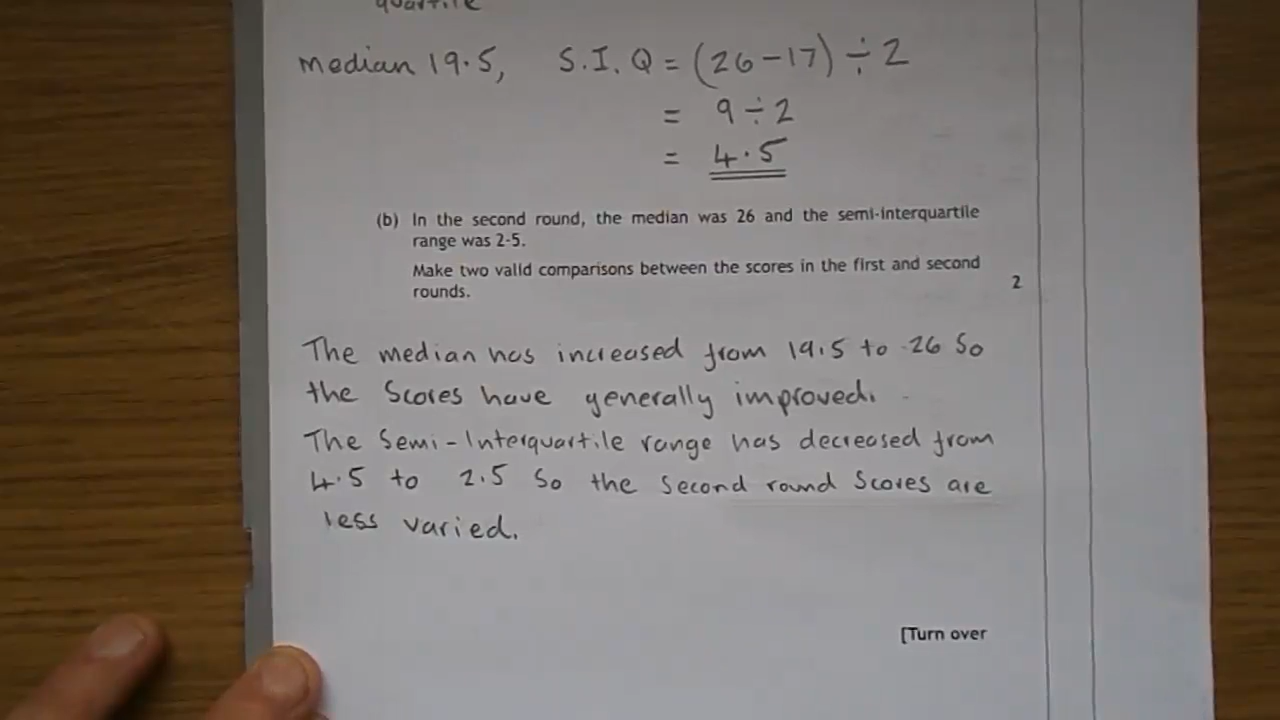 quartile
median 19.5, S.I.Q = (26-17) ÷ 2
= 9 ÷ 2
= 4.5
(b) In the second round, the median was 26 and the semi-interquartile
range was 2·5.
Make two valid comparisons between the scores in the first and second
rounds.
2
The median has increased from 19.5 to 26 So
the Scores have generally improved.
The Semi-Interquartile range has decreased from
4.5 to 2.5 So the Second round Scores are
less varied.
[Turn over